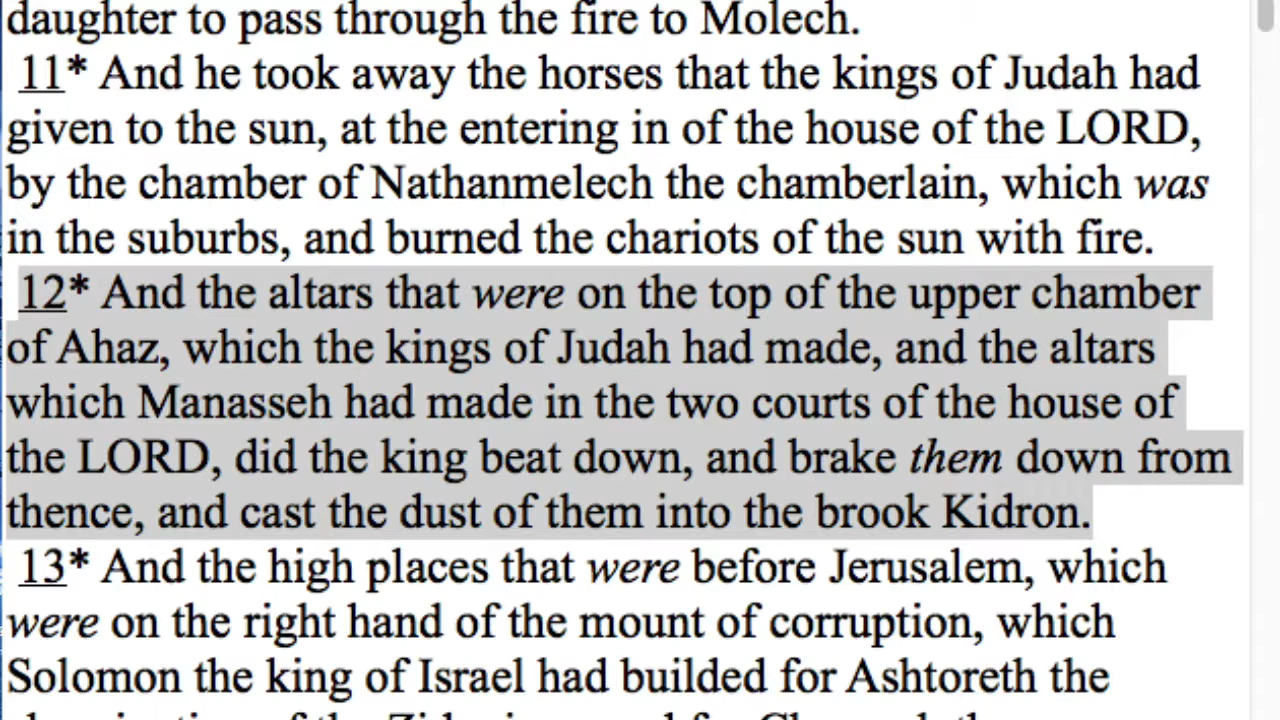 daughter to pass through the fire to Molech.
11* And he took away the horses that the kings of Judah had
given to the sun, at the entering in of the house of the LORD,
by the chamber of Nathanmelech the chamberlain, which was
in the suburbs, and burned the chariots of the sun with fire.
12* And the altars that were on the top of the upper chamber
of Ahaz, which the kings of Judah had made, and the altars
which Manasseh had made in the two courts of the house of
the LORD, did the king beat down, and brake them down from
thence, and cast the dust of them into the brook Kidron.
13* And the high places that were before Jerusalem, which
were on the right hand of the mount of corruption, which
Solomon the king of Israel had builded for Ashtoreth the